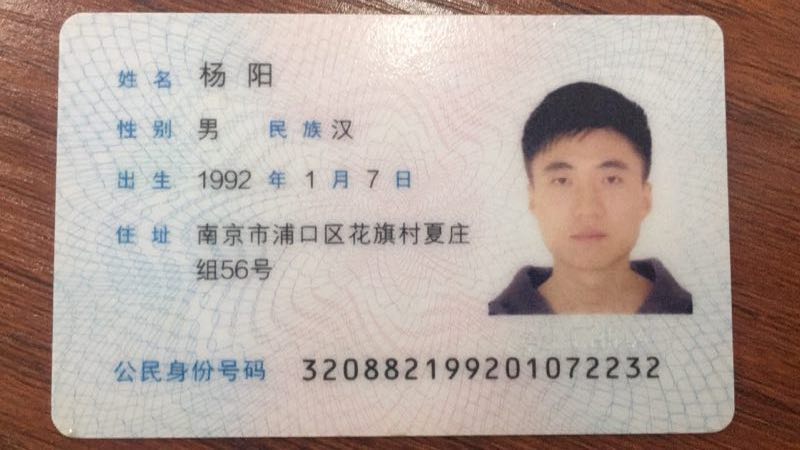 姓名 杨阳
性别 男 民族 汉
出生 1992 年 1 月 7 日
住址 南京市浦口区花旗村夏庄
组56号
公民身份号码 320882199201072232